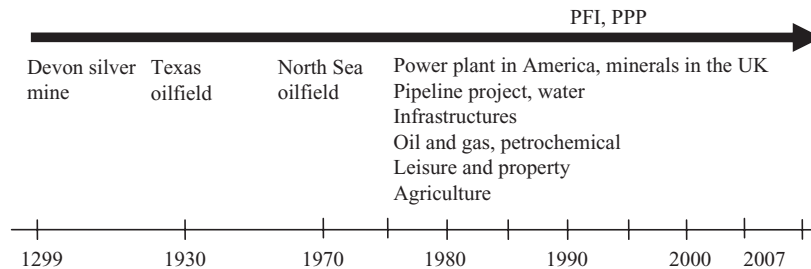 PFI, PPP
Devon silver
mine
Texas
oilfield
North Sea
oilfield
Power plant in America, minerals in the UK
Pipeline project, water
Infrastructures
Oil and gas, petrochemical
Leisure and property
Agriculture
1299 1930 1970 1980 1990 2000 2007